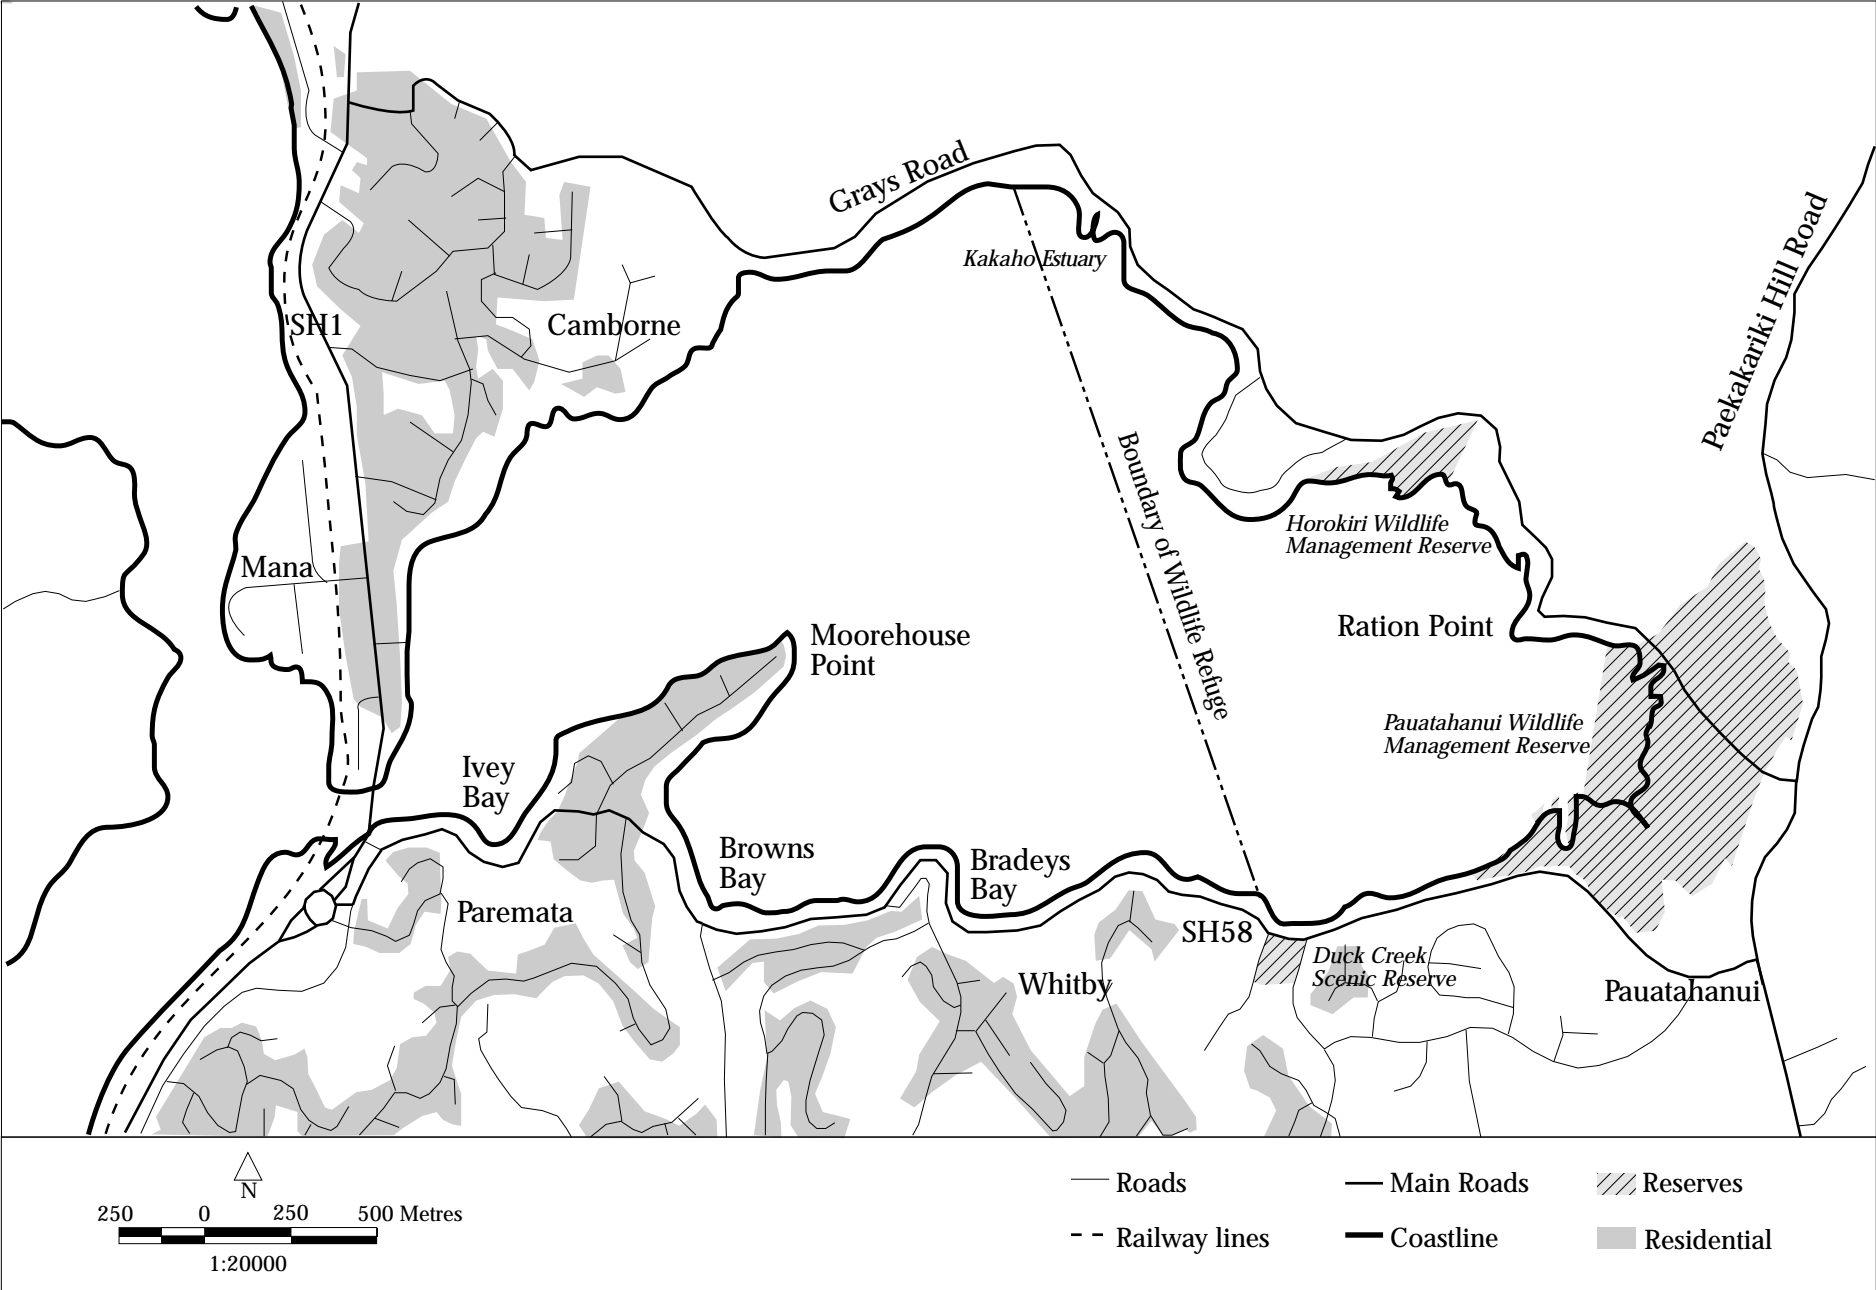 Grays Road
Kakaho Estuary
Paekakariki Hill Road
SH1
Camborne
Boundary of Wildlife Refuge
Horokiri Wildlife
Management Reserve
Mana
Ration Point
Moorehouse
Point
Pauatahanui Wildlife
Management Reserve
Ivey
Bay
Browns
Bay
Bradeys
Bay
Paremata
SH58
Duck Creek
Scenic Reserve
Whitby
Pauatahanui
N
250 0 250 500 Metres
1:20000
Roads
Main Roads
Reserves
Railway lines
Coastline
Residential